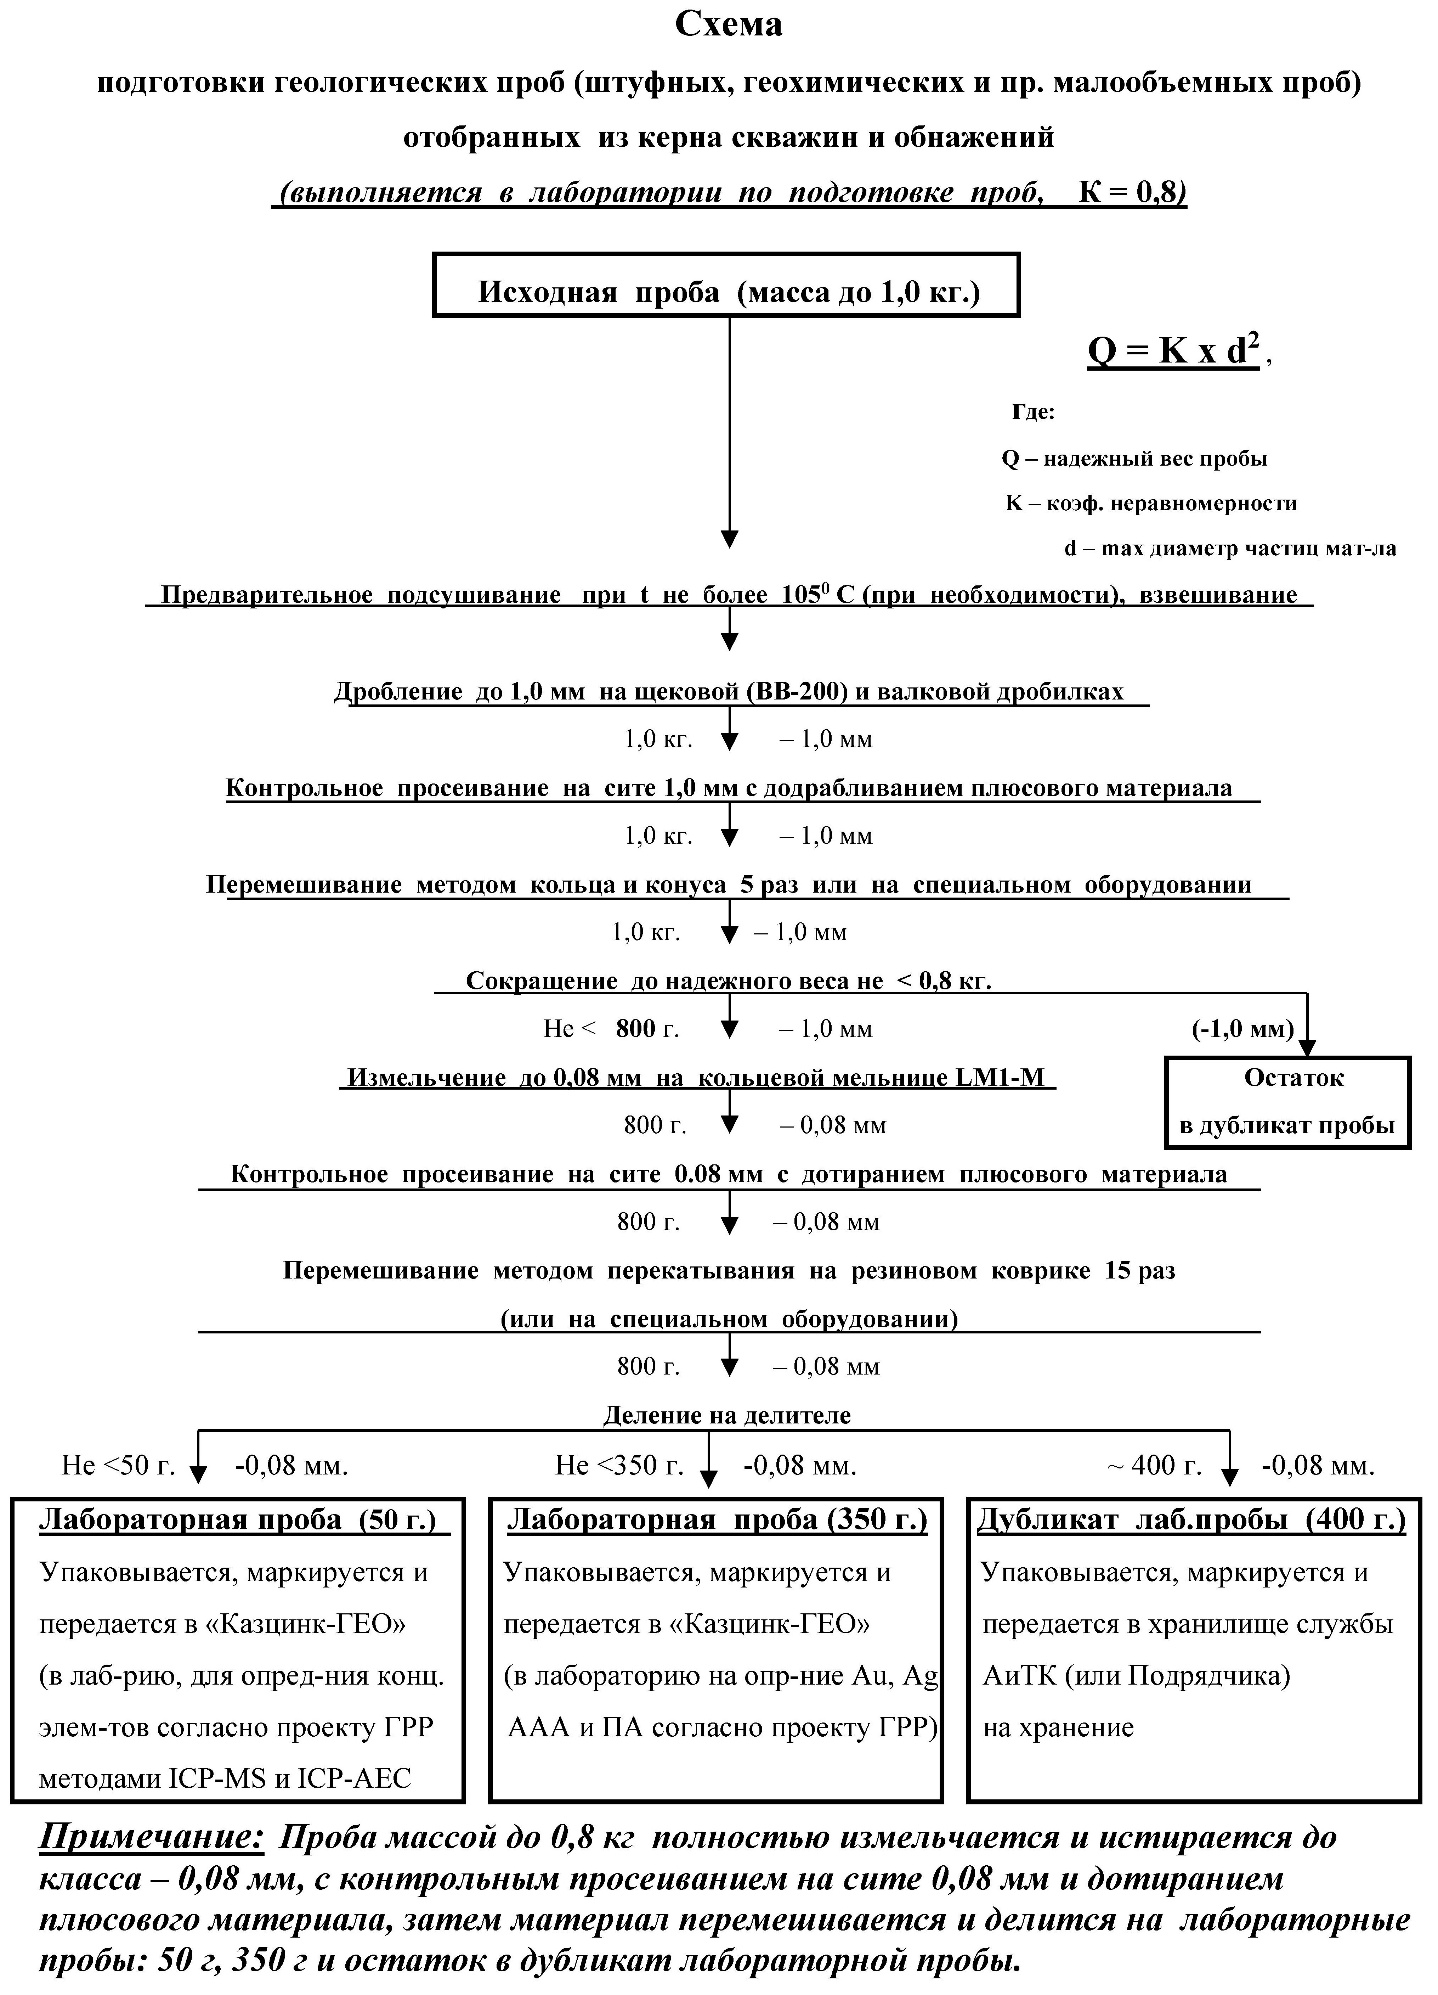 Схема
подготовки геологических проб (штуфных, геохимических и пр. малообъемных проб)
отобранных из керна скважин и обнажений
(выполняется в лаборатории по подготовке проб, К = 0,8)
Исходная проба (масса до 1,0 кг.)
Q = K x d²,
Где:
Q – надежный вес пробы
K – коэф. неравномерности
d – max диаметр частиц мат-ла
Предварительное подсушивание при t не более 105⁰ С (при необходимости), взвешивание
Дробление до 1,0 мм на щековой (ВВ-200) и валковой дробилках
1,0 кг. – 1,0 мм
Контрольное просеивание на сите 1,0 мм с додрабливанием плюсового материала
1,0 кг. – 1,0 мм
Перемешивание методом кольца и конуса 5 раз или на специальном оборудовании
1,0 кг. – 1,0 мм
Сокращение до надежного веса не < 0,8 кг.
Не < 800 г. – 1,0 мм (-1,0 мм)
Измельчение до 0,08 мм на кольцевой мельнице LM1-M
Остаток
800 г. – 0,08 мм
в дубликат пробы
Контрольное просеивание на сите 0.08 мм с дотиранием плюсового материала
800 г. – 0,08 мм
Перемешивание методом перекатывания на резиновом коврике 15 раз
(или на специальном оборудовании)
800 г. – 0,08 мм
Деление на делителе
Не <50 г. -0,08 мм. Не <350 г. -0,08 мм. ~ 400 г. -0,08 мм.
Лабораторная проба (50 г.)
Упаковывается, маркируется и
передается в «Казцинк-ГЕО»
(в лаб-рию, для опред-ния конц.
элем-тов согласно проекту ГРР
методами ICP-MS и ICP-AEC
Лабораторная проба (350 г.)
Упаковывается, маркируется и
передается в «Казцинк-ГЕО»
(в лабораторию на опр-ние Au, Ag
ААА и ПА согласно проекту ГРР)
Дубликат лаб.пробы (400 г.)
Упаковывается, маркируется и
передается в хранилище службы
АиТК (или Подрядчика)
на хранение
Примечание: Проба массой до 0,8 кг полностью измельчается и истирается до
класса – 0,08 мм, с контрольным просеиванием на сите 0,08 мм и дотиранием
плюсового материала, затем материал перемешивается и делится на лабораторные
пробы: 50 г, 350 г и остаток в дубликат лабораторной пробы.